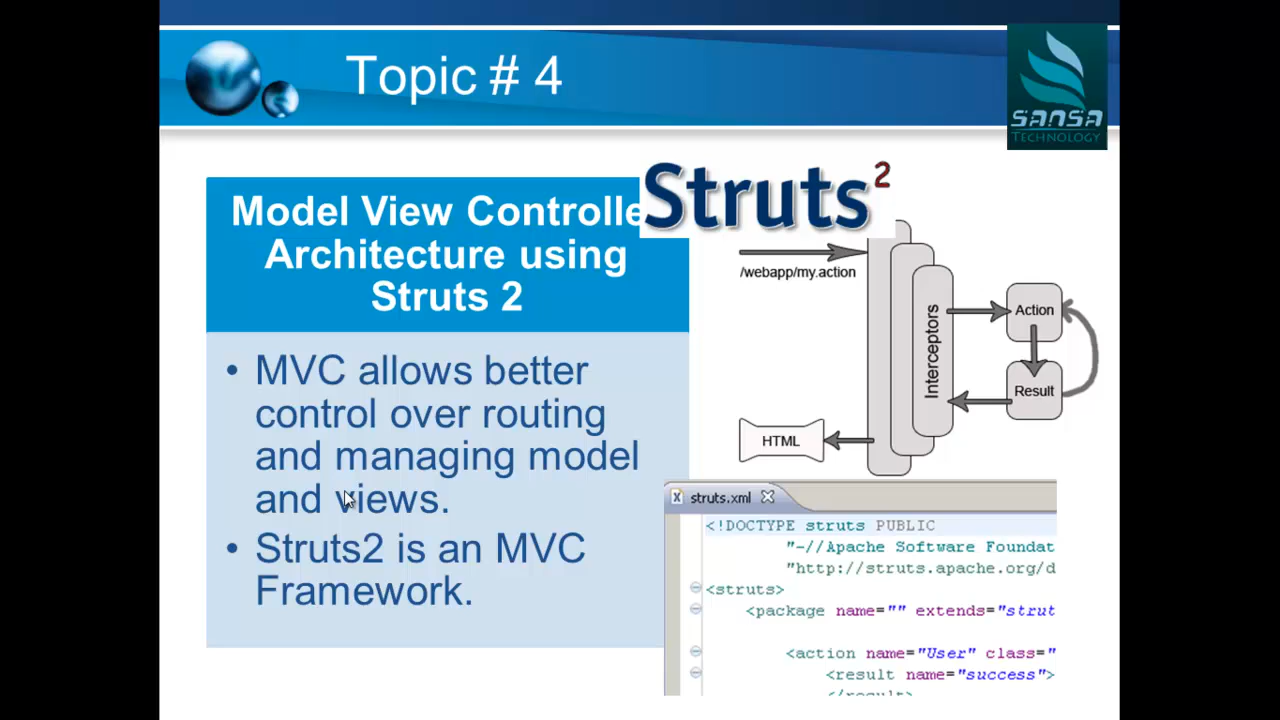 Topic # 4
SANSA
TECHNOLOGY
Model View Controlle
Architecture using
Struts 2
• MVC allows better
control over routing
and managing model
and views.
• Struts2 is an MVC
Framework.
Struts2
/webapp/my.action
Interceptors
Action
Result
HTML
struts.xml
<!DOCTYPE struts PUBLIC
"-//Apache Software Foundat
"http://struts.apache.org/d
<struts>
<package name="" extends="strut
<action name="User" class="
<result name="success">
</result>